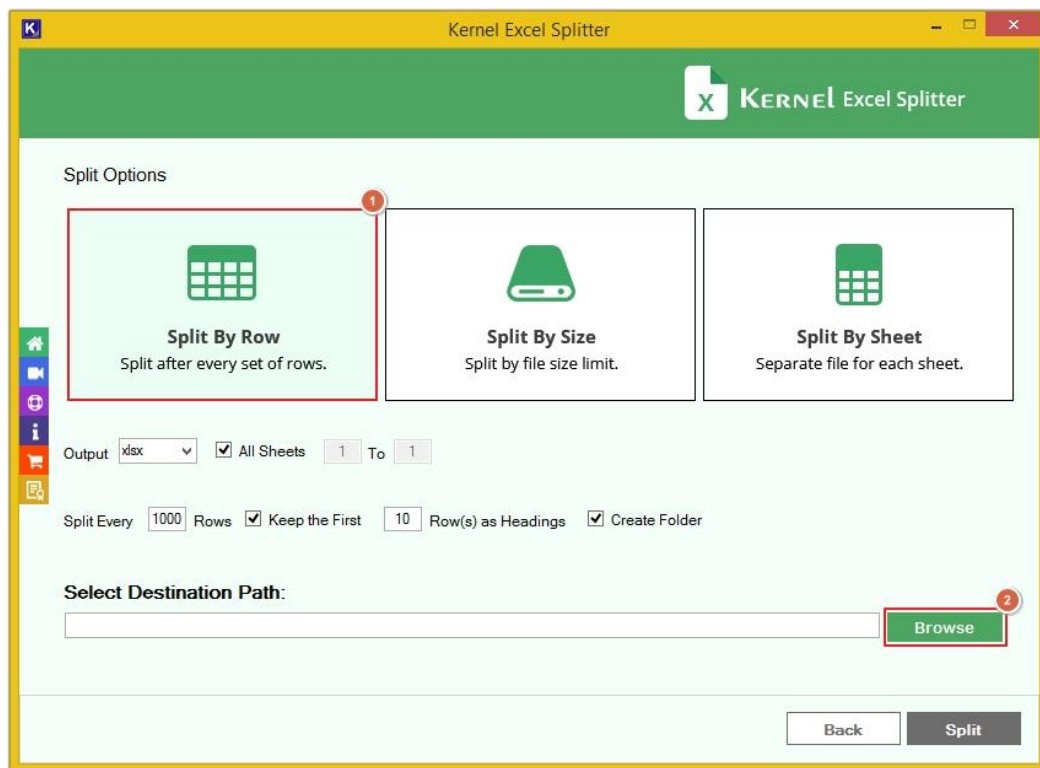 Kernel Excel Splitter
KERNEL Excel Splitter
Split Options
1
Split By Row
Split after every set of rows.
Split By Size
Split by file size limit.
Split By Sheet
Separate file for each sheet.
Output xlsx All Sheets 1 To 1
Split Every 1000 Rows Keep the First 10 Row(s) as Headings Create Folder
Select Destination Path:
2
Browse
Back Split